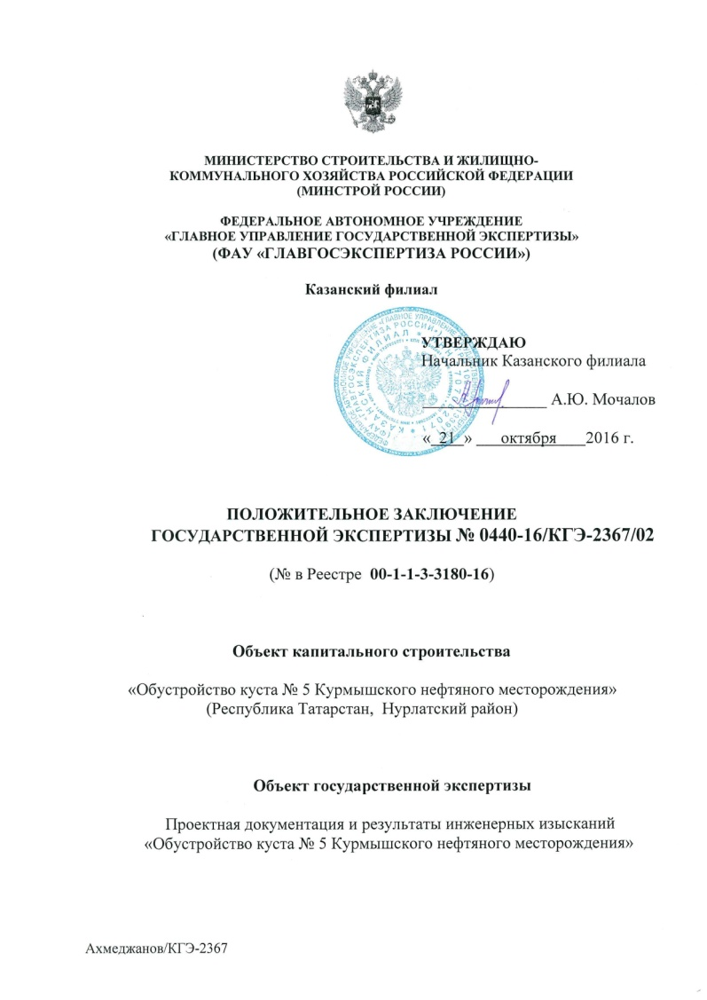 МИНИСТЕРСТВО СТРОИТЕЛЬСТВА И ЖИЛИЩНО-
КОММУНАЛЬНОГО ХОЗЯЙСТВА РОССИЙСКОЙ ФЕДЕРАЦИИ
(МИНСТРОЙ РОССИИ)
ФЕДЕРАЛЬНОЕ АВТОНОМНОЕ УЧРЕЖДЕНИЕ
«ГЛАВНОЕ УПРАВЛЕНИЕ ГОСУДАРСТВЕННОЙ ЭКСПЕРТИЗЫ»
(ФАУ «ГЛАВГОСЭКСПЕРТИЗА РОССИИ»)
Казанский филиал
УТВЕРЖДАЮ
Начальник Казанского филиала
А.Ю. Мочалов
« 21 » октября 2016 г.
ПОЛОЖИТЕЛЬНОЕ ЗАКЛЮЧЕНИЕ
ГОСУДАРСТВЕННОЙ ЭКСПЕРТИЗЫ № 0440-16/КГЭ-2367/02
(№ в Реестре 00-1-1-3-3180-16)
Объект капитального строительства
«Обустройство куста № 5 Курмышского нефтяного месторождения»
(Республика Татарстан, Нурлатский район)
Объект государственной экспертизы
Проектная документация и результаты инженерных изысканий
«Обустройство куста № 5 Курмышского нефтяного месторождения»
Ахмеджанов/КГЭ-2367